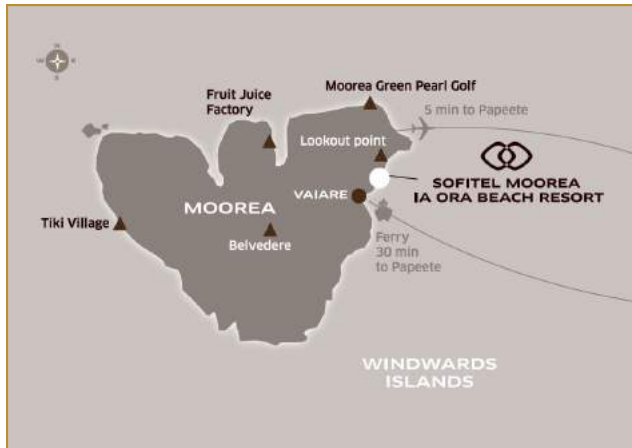 N
W
E
S
Moorea Green Pearl Golf
Fruit Juice
Factory
5 min to Papeete
Lookout point
SOFITEL MOOREA
IA ORA BEACH RESORT
VAIARE
MOOREA
Tiki Village
Belvedere
Ferry
30 min
to Papeete
WINDWARDS
ISLANDS